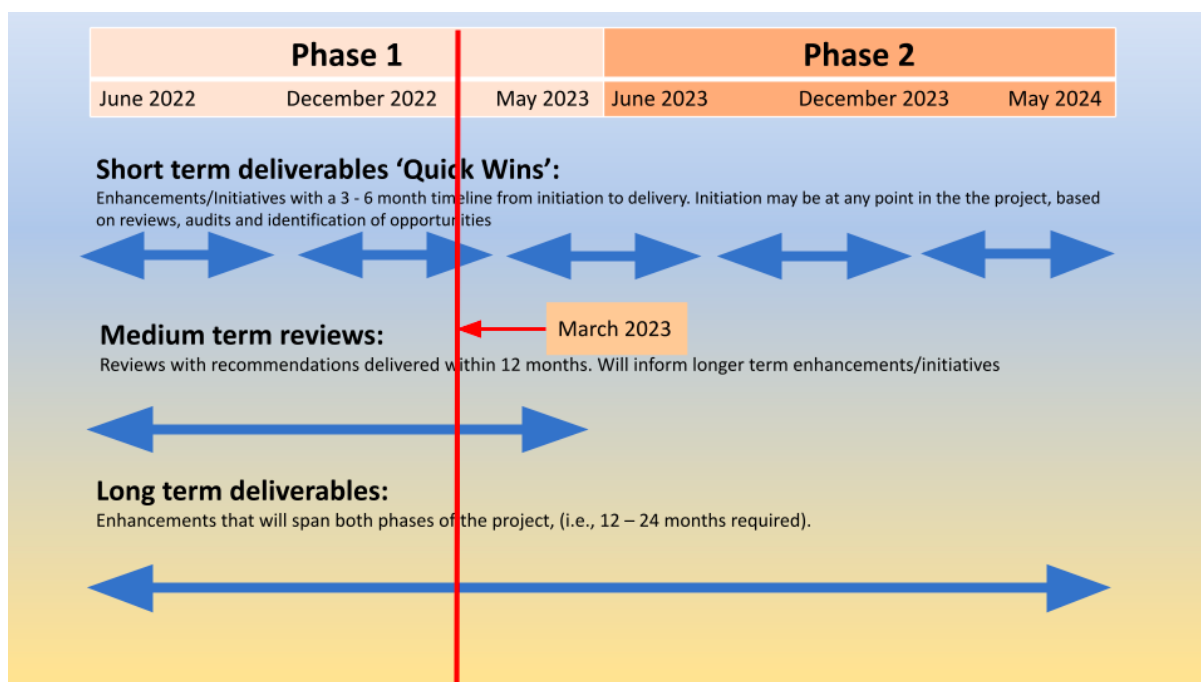 Phase 1 Phase 2
June 2022 December 2022 May 2023 June 2023 December 2023 May 2024
Short term deliverables ‘Quick Wins’:
Enhancements/Initiatives with a 3 - 6 month timeline from initiation to delivery. Initiation may be at any point in the the project, based
on reviews, audits and identification of opportunities
March 2023
Medium term reviews:
Reviews with recommendations delivered within 12 months. Will inform longer term enhancements/initiatives
Long term deliverables:
Enhancements that will span both phases of the project, (i.e., 12 – 24 months required).